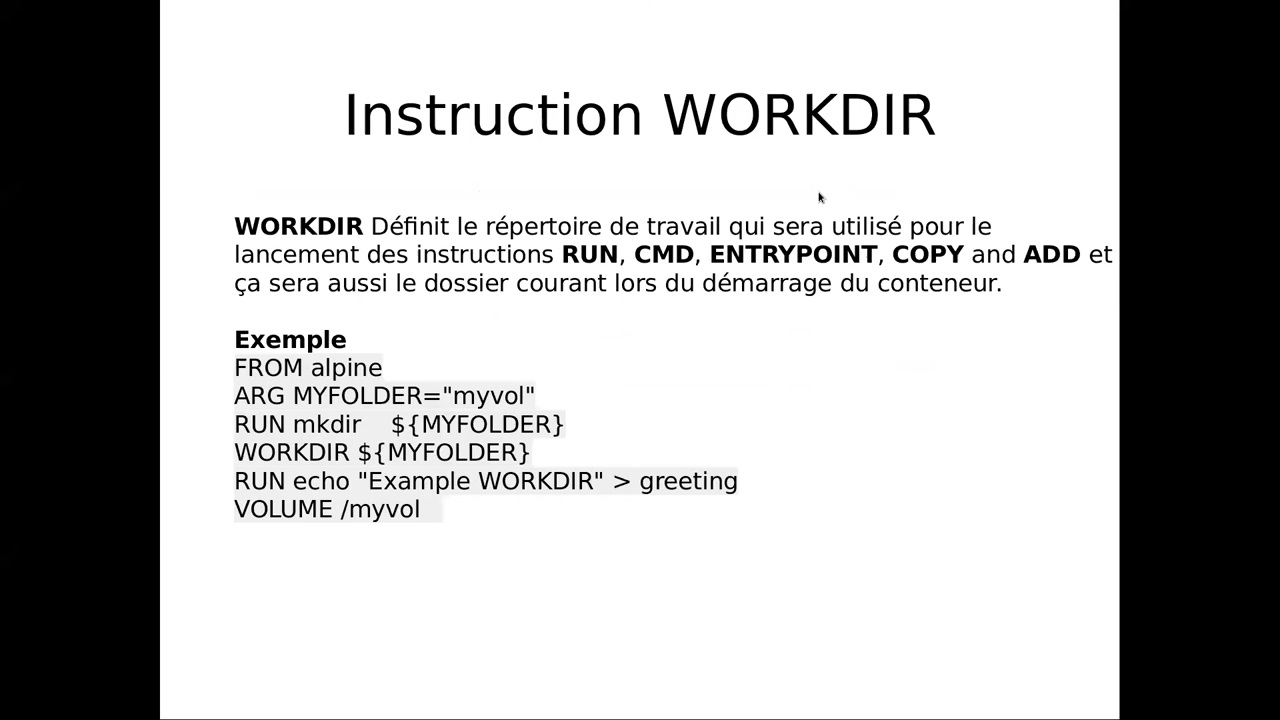 Instruction WORKDIR
WORKDIR Définit le répertoire de travail qui sera utilisé pour le
lancement des instructions RUN, CMD, ENTRYPOINT, COPY and ADD et
ça sera aussi le dossier courant lors du démarrage du conteneur.
Exemple
FROM alpine
ARG MYFOLDER="myvol"
RUN mkdir    ${MYFOLDER}
WORKDIR ${MYFOLDER}
RUN echo "Example WORKDIR" > greeting
VOLUME /myvol